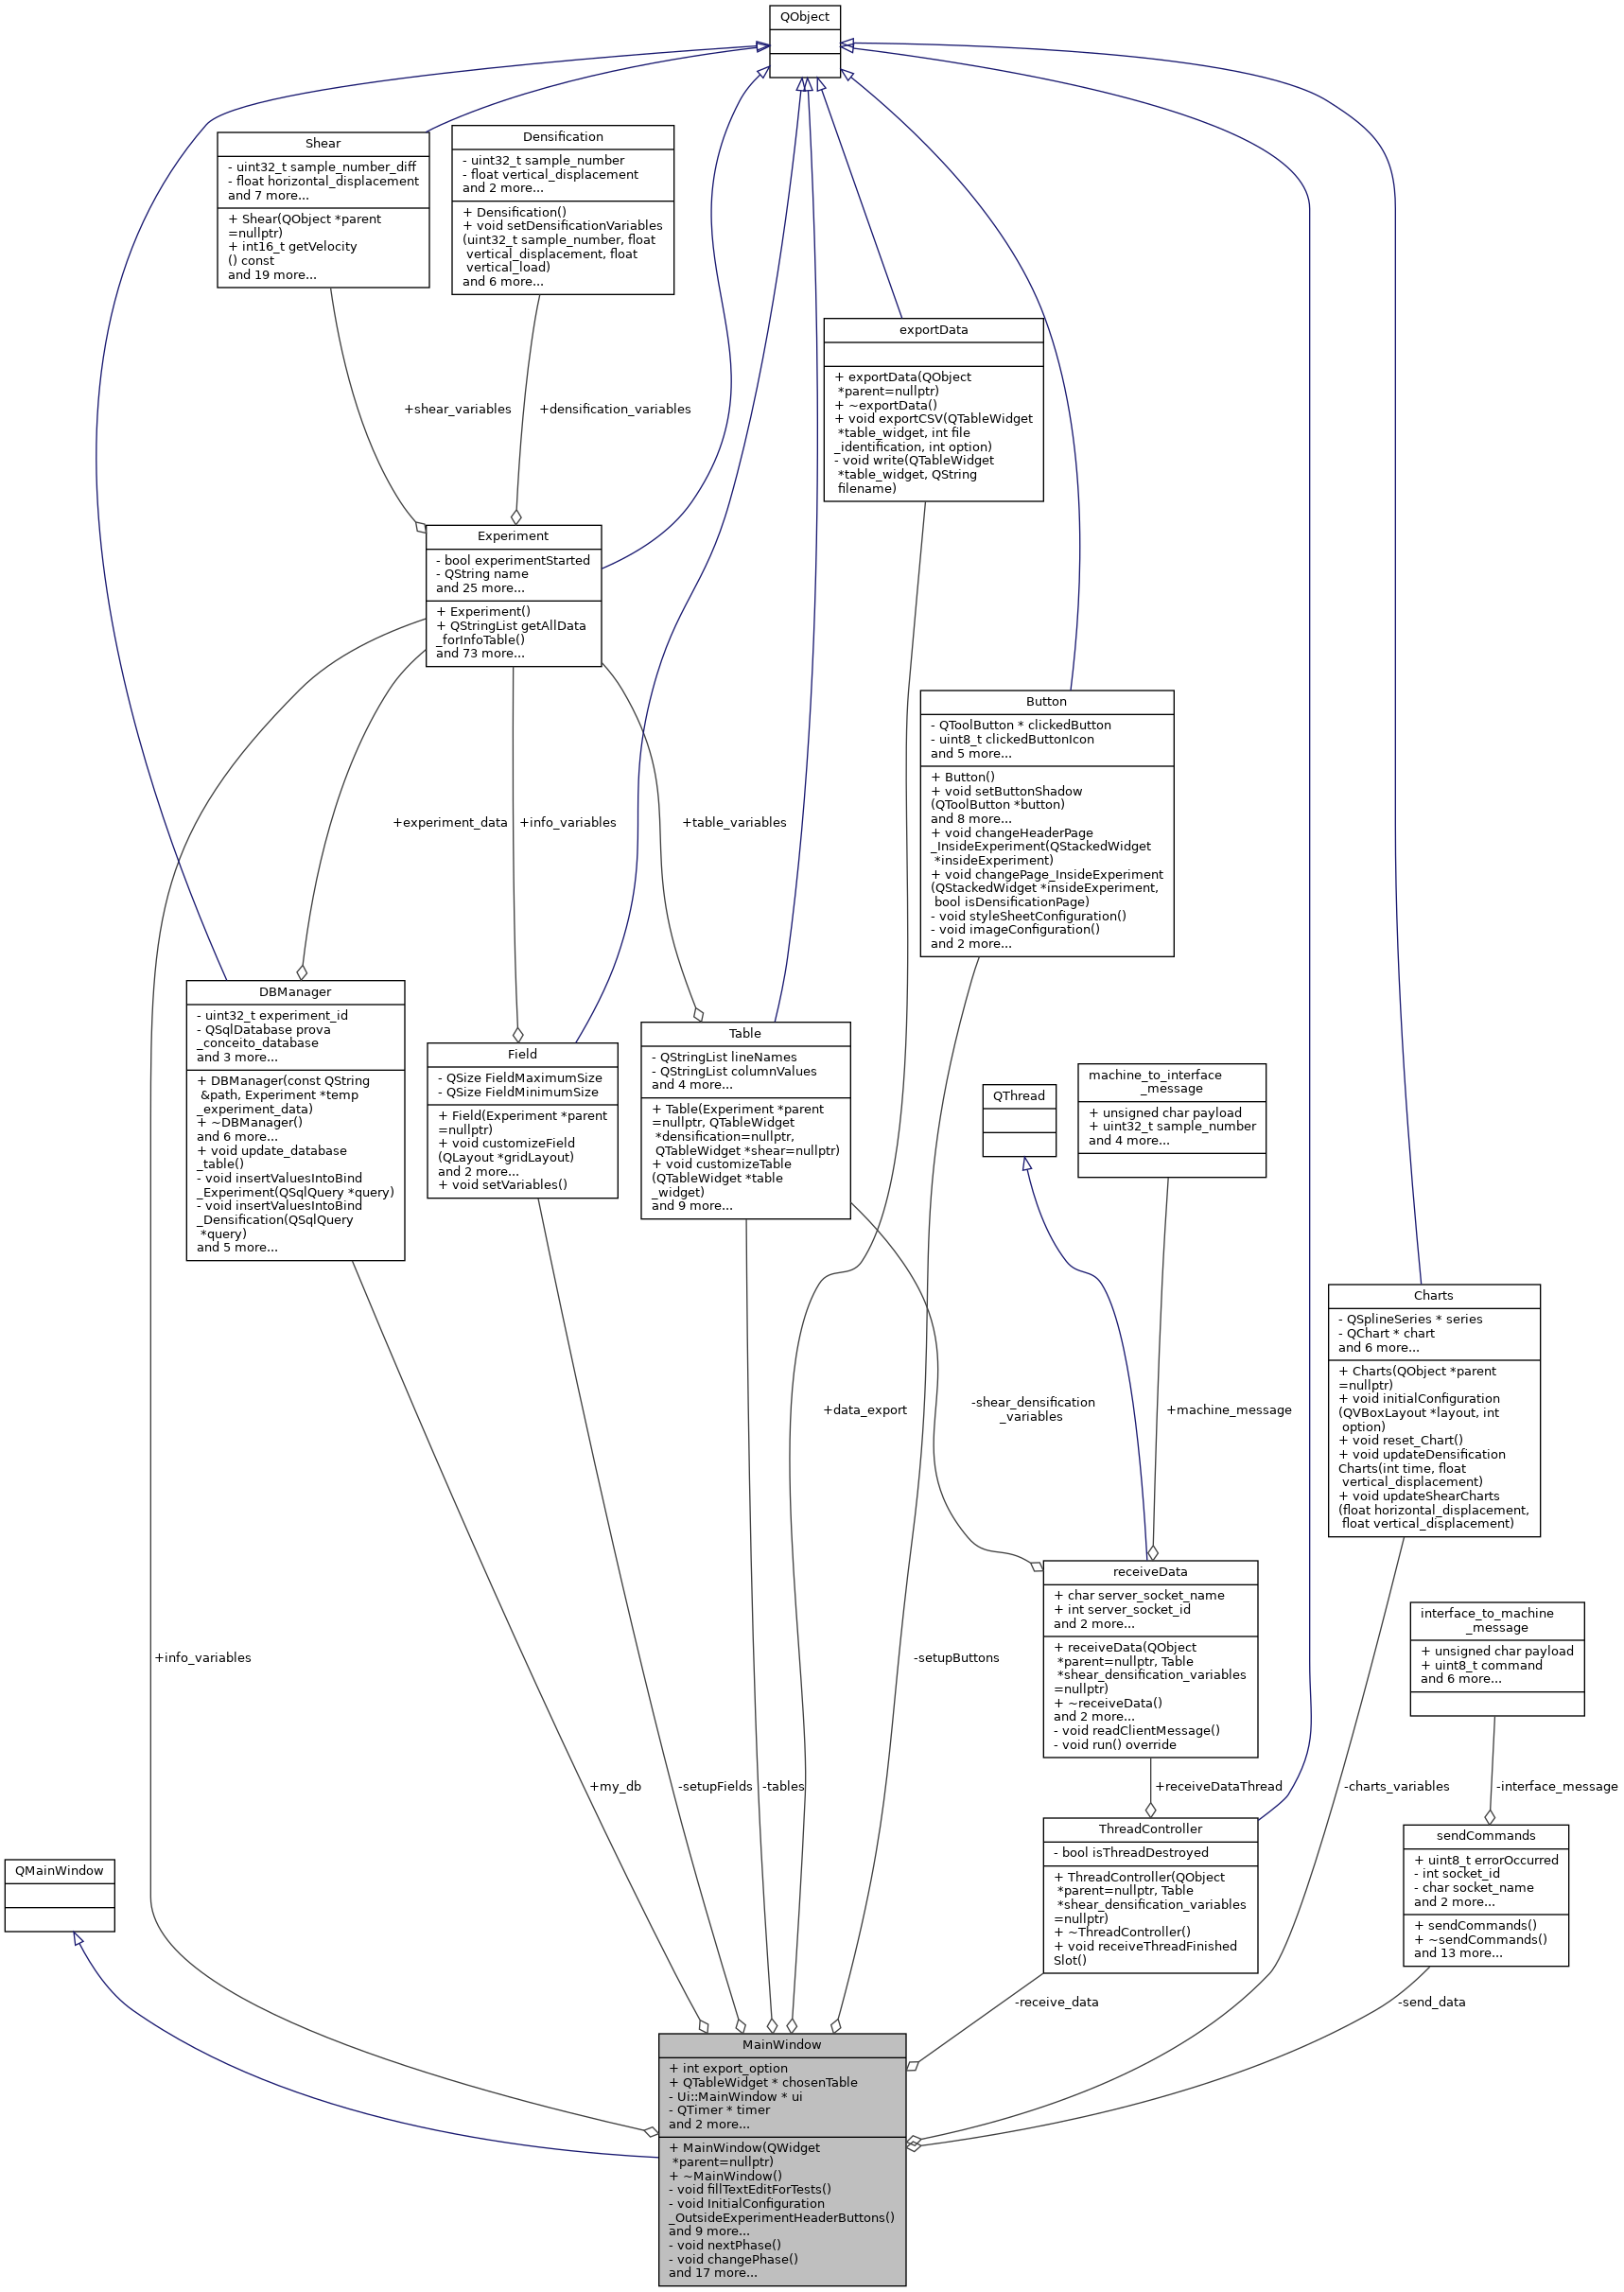 QObject
Shear
- uint32_t sample_number_diff
- float horizontal_displacement
and 7 more...
+ Shear(QObject *parent
=nullptr)
+ int16_t getVelocity
() const
and 19 more...
Densification
- uint32_t sample_number
- float vertical_displacement
and 2 more...
+ Densification()
+ void setDensificationVariables
(uint32_t sample_number, float
vertical_displacement, float
vertical_load)
and 6 more...
exportData
+ exportData(QObject
*parent=nullptr)
+ ~exportData()
+ void exportCSV(QTableWidget
*table_widget, int file
_identification, int option)
- void write(QTableWidget
*table_widget, QString
filename)
+shear_variables
+densification_variables
Experiment
- bool experimentStarted
- QString name
and 25 more...
+ Experiment()
+ QStringList getAllData
_forInfoTable()
and 73 more...
Button
- QToolButton * clickedButton
- uint8_t clickedButtonIcon
and 5 more...
+ Button()
+ void setButtonShadow
(QToolButton *button)
and 8 more...
+ void changeHeaderPage
_InsideExperiment(QStackedWidget
*insideExperiment)
+ void changePage_InsideExperiment
(QStackedWidget *insideExperiment,
bool isDensificationPage)
- void styleSheetConfiguration()
- void imageConfiguration()
and 2 more...
+experiment_data
+info_variables
+table_variables
DBManager
- uint32_t experiment_id
- QSqlDatabase prova
_conceito_database
and 3 more...
+ DBManager(const QString
&path, Experiment *temp
_experiment_data)
+ ~DBManager()
and 6 more...
+ void update_database
_table()
- void insertValuesIntoBind
_Experiment(QSqlQuery *query)
- void insertValuesIntoBind
_Densification(QSqlQuery
*query)
and 5 more...
Field
- QSize FieldMaximumSize
- QSize FieldMinimumSize
+ Field(Experiment *parent
=nullptr)
+ void customizeField
(QLayout *gridLayout)
and 2 more...
+ void setVariables()
Table
- QStringList lineNames
- QStringList columnValues
and 4 more...
+ Table(Experiment *parent
=nullptr, QTableWidget
*densification=nullptr,
QTableWidget *shear=nullptr)
+ void customizeTable
(QTableWidget *table
_widget)
and 9 more...
QThread
machine_to_interface
_message
+ unsigned char payload
+ uint32_t sample_number
and 4 more...
Charts
- QSplineSeries * series
- QChart * chart
and 6 more...
+ Charts(QObject *parent
=nullptr)
+ void initialConfiguration
(QVBoxLayout *layout, int
option)
+ void reset_Chart()
+ void updateDensification
Charts(int time, float
vertical_displacement)
+ void updateShearCharts
(float horizontal_displacement,
float vertical_displacement)
+data_export
-shear_densification
_variables
+machine_message
receiveData
+ char server_socket_name
+ int server_socket_id
and 2 more...
+ receiveData(QObject
*parent=nullptr, Table
*shear_densification_variables
=nullptr)
+ ~receiveData()
and 2 more...
- void readClientMessage()
- void run() override
interface_to_machine
_message
+ unsigned char payload
+ uint8_t command
and 6 more...
+info_variables
-setupButtons
+my_db
-setupFields
-tables
+receiveDataThread
-charts_variables
-interface_message
ThreadController
- bool isThreadDestroyed
+ ThreadController(QObject
*parent=nullptr, Table
*shear_densification_variables
=nullptr)
+ ~ThreadController()
+ void receiveThreadFinished
Slot()
sendCommands
+ uint8_t errorOccurred
- int socket_id
- char socket_name
and 2 more...
+ sendCommands()
+ ~sendCommands()
and 13 more...
QMainWindow
-receive_data
-send_data
MainWindow
+ int export_option
+ QTableWidget * chosenTable
- Ui::MainWindow * ui
- QTimer * timer
and 2 more...
+ MainWindow(QWidget
*parent=nullptr)
+ ~MainWindow()
- void fillTextEditForTests()
- void InitialConfiguration
_OutsideExperimentHeaderButtons()
and 9 more...
- void nextPhase()
- void changePhase()
and 17 more...